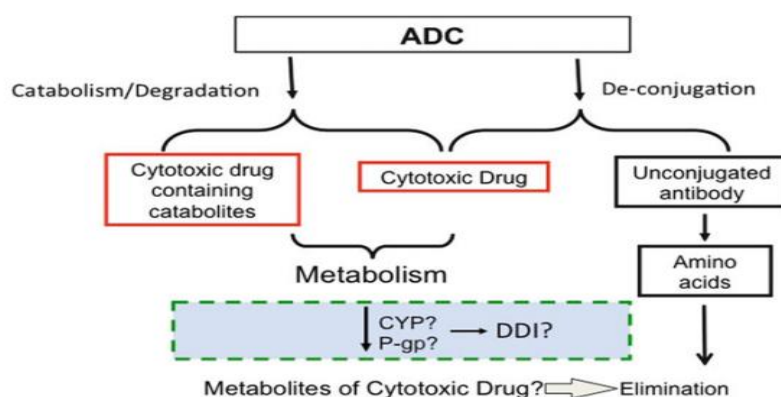 ADC
Catabolism/Degradation
De-conjugation
Cytotoxic drug
containing
catabolites
Cytotoxic Drug
Unconjugated
antibody
Metabolism
Amino
acids
CYP?
P-gp?
DDI?
Metabolites of Cytotoxic Drug?
Elimination